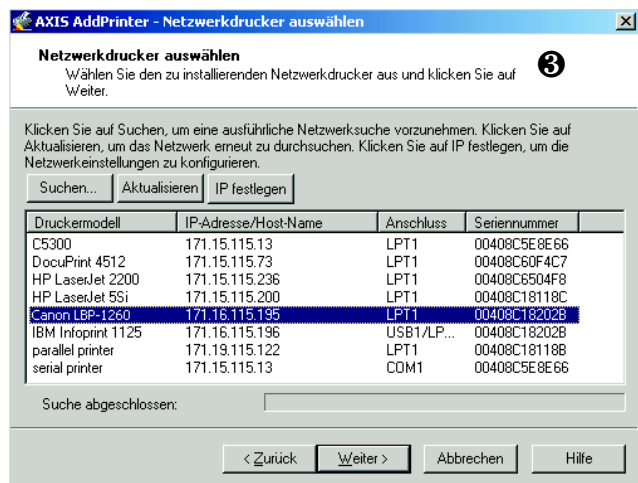 AXIS AddPrinter - Netzwerkdrucker auswählen
Netzwerkdrucker auswählen
Wählen Sie den zu installierenden Netzwerkdrucker aus und klicken Sie auf
Weiter.
❸
Klicken Sie auf Suchen, um eine ausführliche Netzwerksuche vorzunehmen. Klicken Sie auf
Aktualisieren, um das Netzwerk erneut zu durchsuchen. Klicken Sie auf IP festlegen, um die
Netzwerkeinstellungen zu konfigurieren.
Suchen... Aktualisieren IP festlegen
Druckermodell IP-Adresse/Host-Name Anschluss Seriennummer
C5300 171.15.115.13 LPT1 00408C5E8E66
DocuPrint 4512 171.15.115.73 LPT1 00408C60F4C7
HP LaserJet 2200 171.15.115.236 LPT1 00408C6504F8
HP LaserJet 5Si 171.15.115.200 LPT1 00408C18118C
Canon LBP-1260 171.16.115.195 LPT1 00408C18202B
IBM Infoprint 1125 171.16.115.196 USB1/LP... 00408C18202B
parallel printer 171.19.115.122 LPT1 00408C18118B
serial printer 171.15.115.13 COM1 00408C5E8E66
Suche abgeschlossen:
< Zurück Weiter > Abbrechen Hilfe